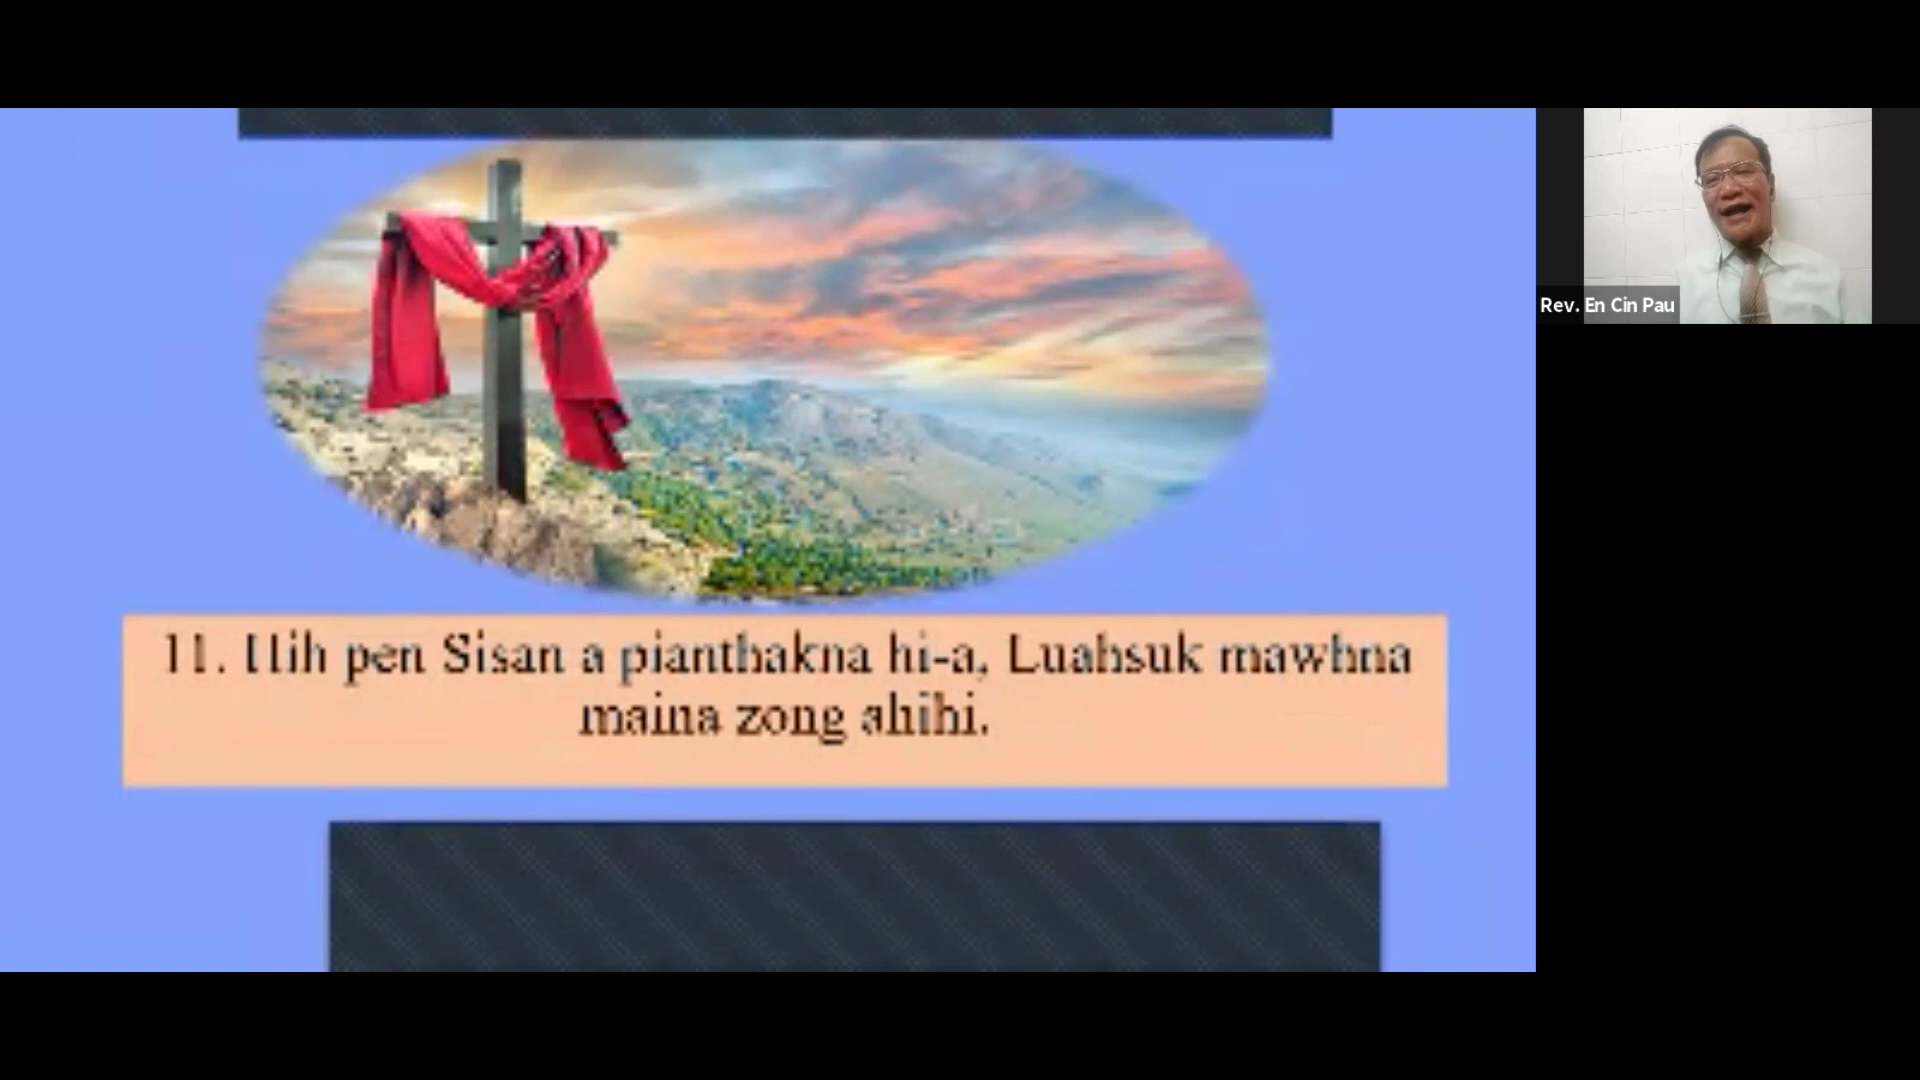 11. Hih pen Sisan a pianthakna hi-a, Luahsuk mawhna
maina zong ahihi.
Rev. En Cin Pau